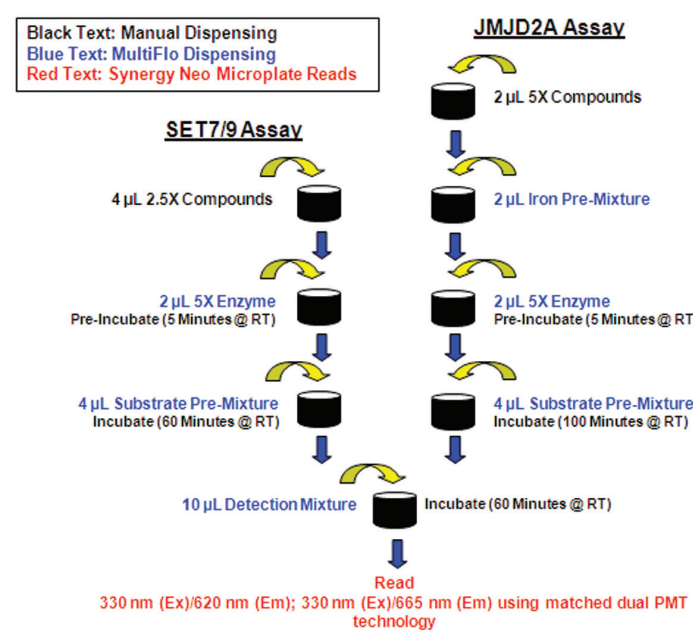 Black Text: Manual Dispensing
Blue Text: MultiFlo Dispensing
Red Text: Synergy Neo Microplate Reads
JMJD2A Assay
2 µL 5X Compounds
SET7/9 Assay
4 µL 2.5X Compounds
2 µL Iron Pre-Mixture
2 µL 5X Enzyme
Pre-Incubate (5 Minutes @ RT)
2 µL 5X Enzyme
Pre-Incubate (5 Minutes @ RT
4 µL Substrate Pre-Mixture
Incubate (60 Minutes @ RT)
4 µL Substrate Pre-Mixture
Incubate (100 Minutes @ RT)
10 µL Detection Mixture
Incubate (60 Minutes @ RT)
Read
330 nm (Ex)/620 nm (Em); 330 nm (Ex)/665 nm (Em) using matched dual PMT
technology